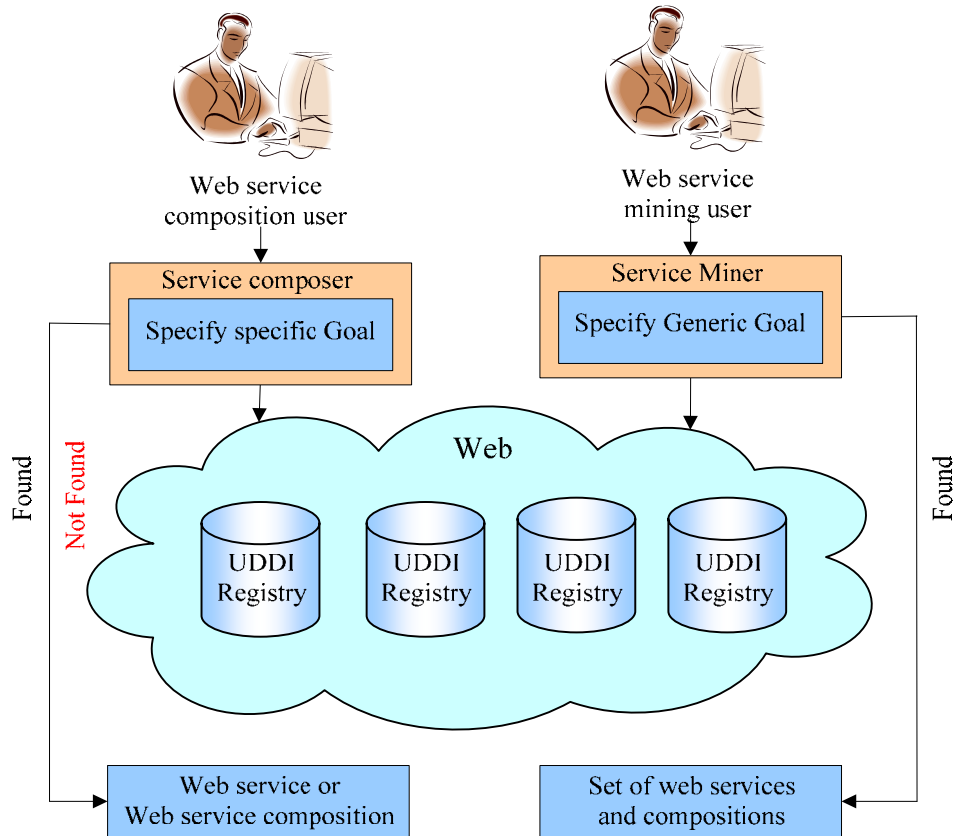 Web service
composition user
Web service
mining user
Service composer
Specify specific Goal
Service Miner
Specify Generic Goal
Found
Not Found
Web
UDDI
Registry
UDDI
Registry
UDDI
Registry
UDDI
Registry
Found
Web service or
Web service composition
Set of web services
and compositions